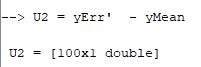 --> U2 = yErr' - yMean
U2 = [100x1 double]